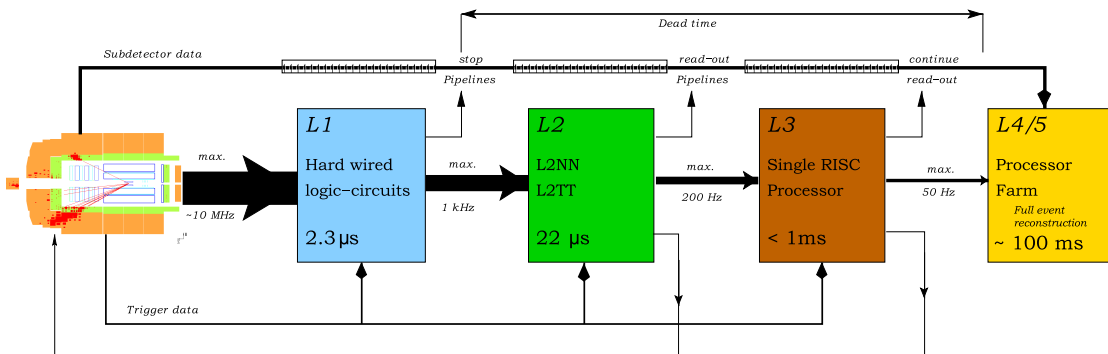 Dead time
Subdetector data
stop
Pipelines
read-out
Pipelines
continue
read-out
max.
~10 MHz
L1
Hard wired
logic-circuits
2.3 µs
max.
1 kHz
L2
L2NN
L2TT
22 µs
max.
200 Hz
L3
Single RISC
Processor
< 1ms
max.
50 Hz
L4/5
Processor
Farm
Full event
reconstruction
~ 100 ms
Trigger data